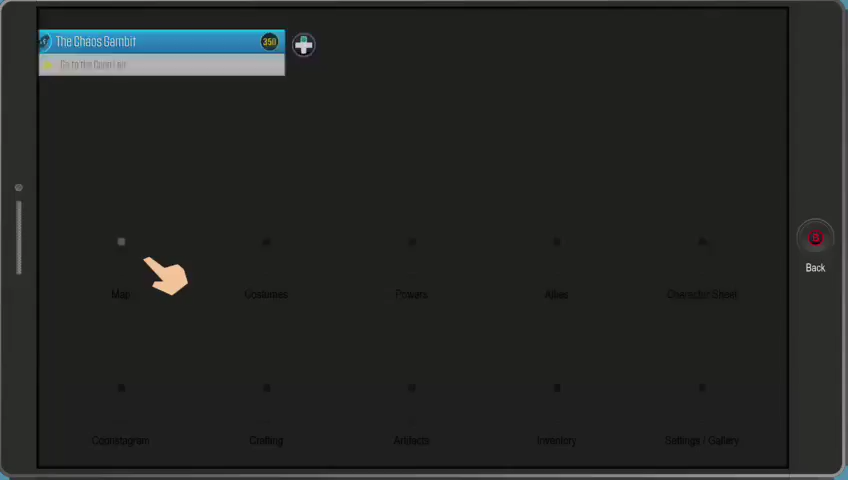 The Chaos Gambit 350
Go to the Coon Lair
B
Back
Map Costumes Powers Allies Character Sheet
Coonstagram Crafting Artifacts Inventory Settings / Gallery